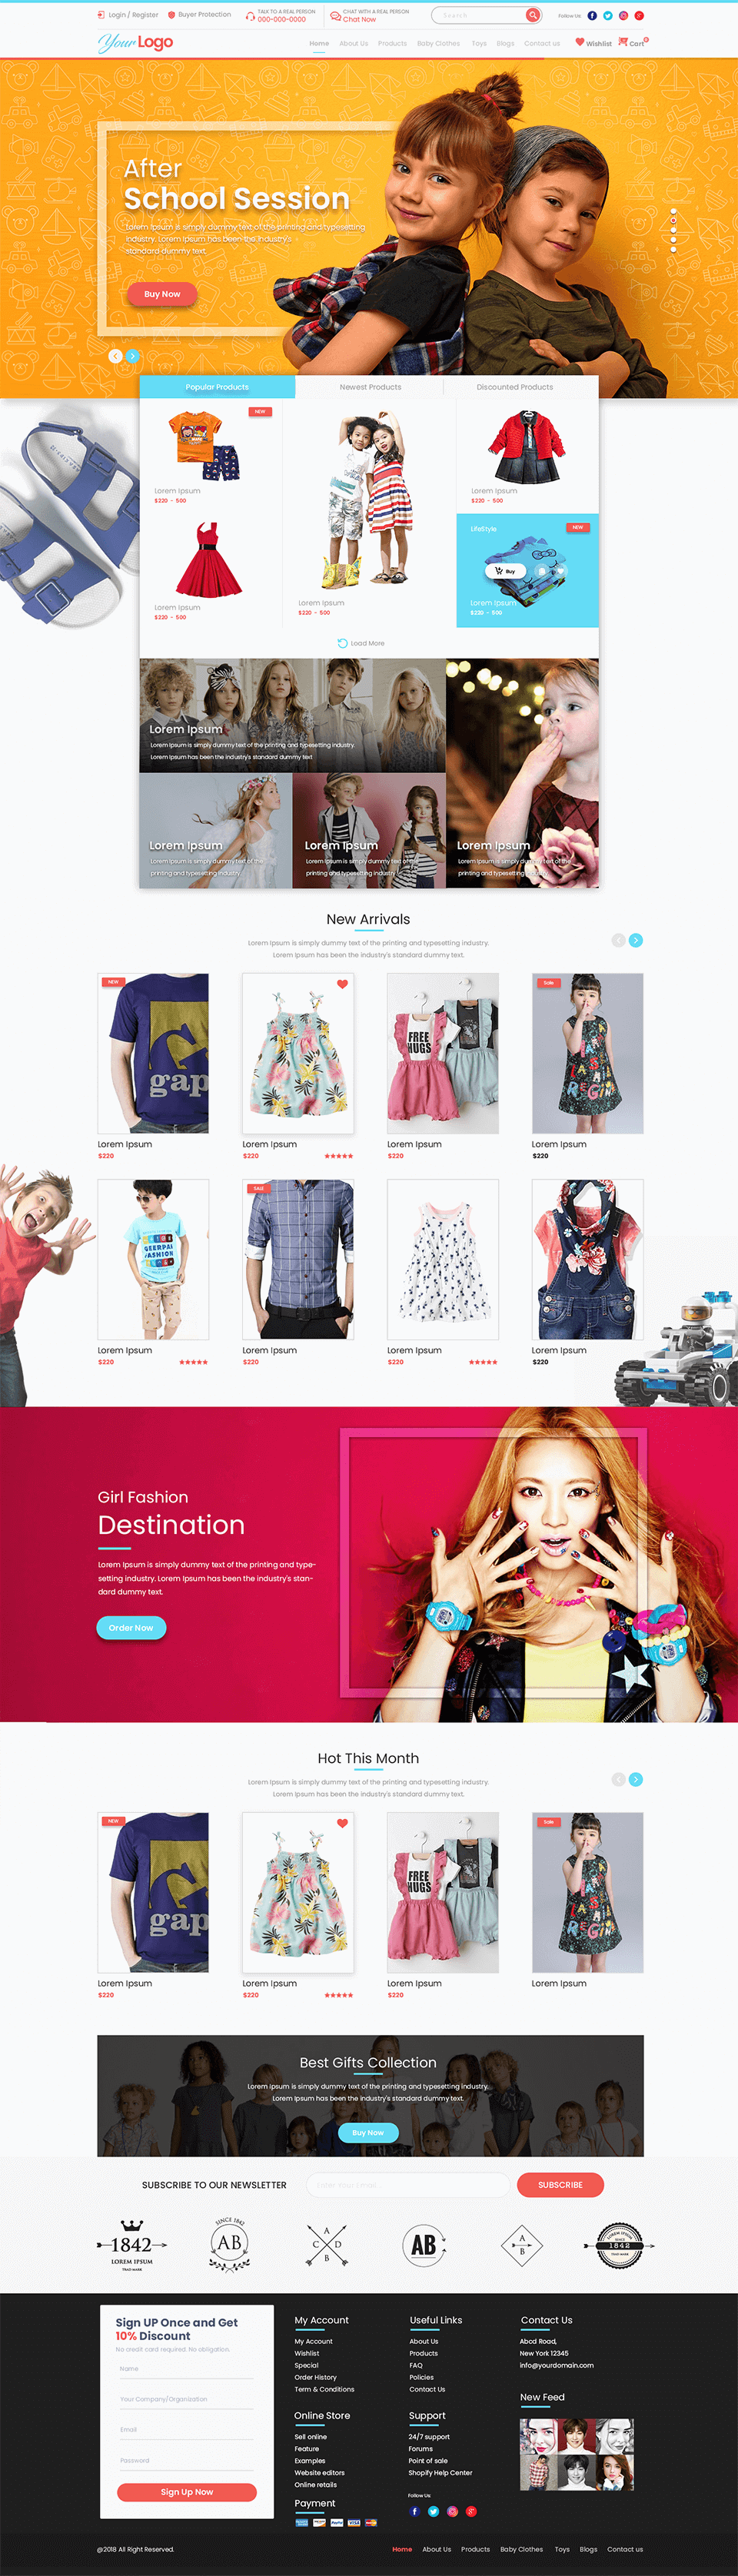 Login / Register
Buyer Protection
TALK TO A REAL PERSON
000-000-0000
CHAT WITH A REAL PERSON
Chat Now
Search
Follow Us:
Your Logo
Home About Us Products Baby Clothes Toys Blogs Contact us
Wishlist
Cart
After
School Session
Lorem Ipsum is simply dummy text of the printing and typesetting
industry. Lorem Ipsum has been the industry's
standard dummy text.
Buy Now
Popular Products
Newest Products
Discounted Products
NEW
Lorem Ipsum
$220 - 500
Lorem Ipsum
$220 - 500
Lorem Ipsum
$220 - 500
Lorem Ipsum
$220 - 500
LifeStyle
NEW
Buy
Lorem Ipsum
$220 - 500
Load More
Lorem Ipsum
Lorem Ipsum is simply dummy text of the printing and typesetting industry.
Lorem Ipsum has been the industry's standard dummy text
Lorem Ipsum
Lorem Ipsum is simply dummy text of the
printing and typesetting industry.
Lorem Ipsum
Lorem Ipsum is simply dummy text of the
printing and typesetting industry.
Lorem Ipsum
Lorem Ipsum is simply dummy text of the
printing and typesetting industry.
New Arrivals
Lorem Ipsum is simply dummy text of the printing and typesetting industry.
Lorem Ipsum has been the industry's standard dummy text.
NEW
gap
Lorem Ipsum
$220
Lorem Ipsum
$220
FREE
HUGS
Lorem Ipsum
$220
Sale
Lorem Ipsum
$220
Lorem Ipsum
$220
SALE
Lorem Ipsum
$220
Lorem Ipsum
$220
Lorem Ipsum
$220
Girl Fashion
Destination
Lorem Ipsum is simply dummy text of the printing and type-
setting industry. Lorem Ipsum has been the industry's stan-
dard dummy text.
Order Now
Hot This Month
Lorem Ipsum is simply dummy text of the printing and typesetting industry.
Lorem Ipsum has been the industry's standard dummy text.
NEW
gap
Lorem Ipsum
$220
Lorem Ipsum
$220
FREE
HUGS
Lorem Ipsum
$220
Sale
Lorem Ipsum
Best Gifts Collection
Lorem Ipsum is simply dummy text of the printing and typesetting industry.
Lorem Ipsum has been the industry's standard dummy text.
Buy Now
SUBSCRIBE TO OUR NEWSLETTER
Enter Your Email
SUBSCRIBE
1842
LOREM IPSUM
TRAD MARK
SINCE 1842
AB
A
C D
B
AB
A
B
LOREM IPSUM
SINCE
1842
Sign UP Once and Get
10% Discount
No credit card required. No obligation.
Name
Your Company/Organization
Email
Password
Sign Up Now
My Account
My Account
Wishlist
Special
Order History
Term & Conditions
Useful Links
About Us
Products
FAQ
Policies
Contact Us
Contact Us
Abcd Road,
New York 12345
info@yourdomain.com
Online Store
Sell online
Feature
Examples
Website editors
Online retails
Support
24/7 support
Forums
Point of sale
Shopify Help Center
New Feed
Payment
Follow Us:
@2018 All Right Reserved.
Home About Us Products Baby Clothes Toys Blogs Contact us